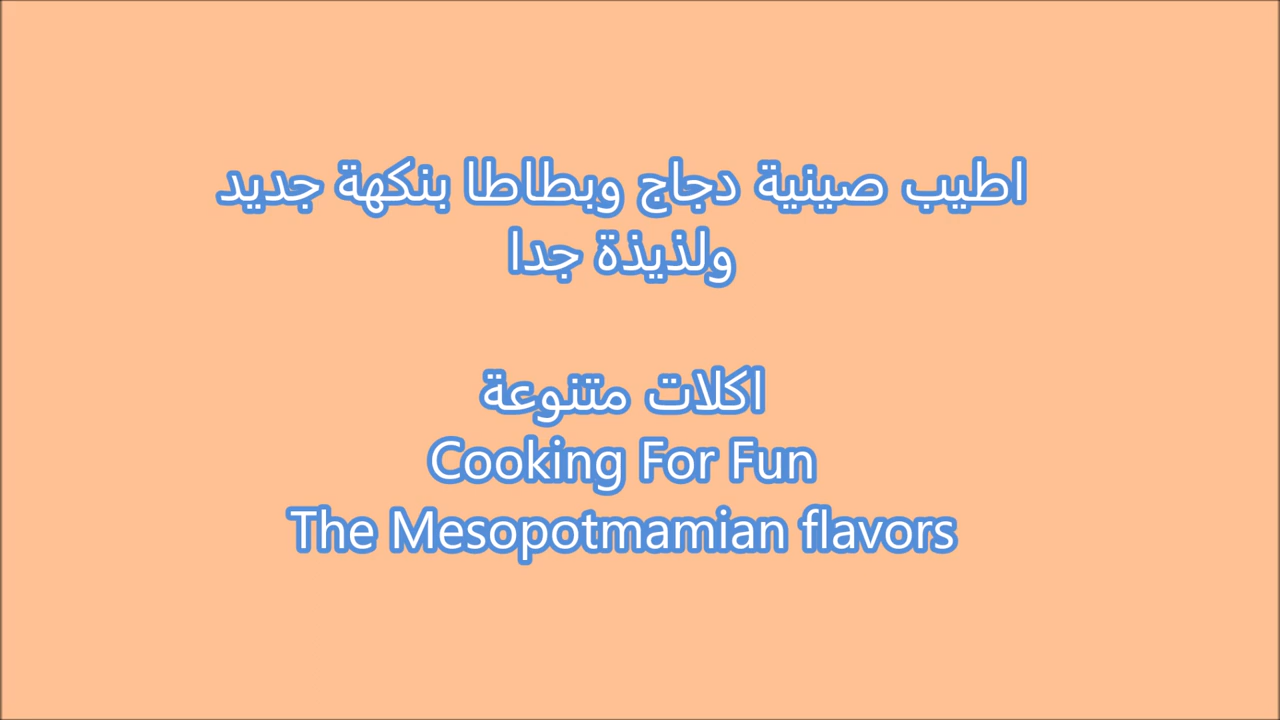 اطيب صينية دجاج وبطاطا بنكهة جديد
ولذيذة جدا
اكلات متنوعة
Cooking For Fun
The Mesopotmamian flavors